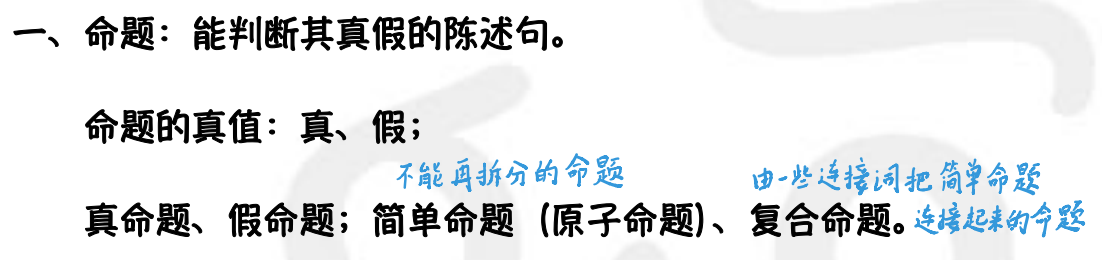 一、命题：能判断其真假的陈述句。
命题的真值：真、假；
不能再拆分的命题 由一些连接词把简单命题
真命题、假命题；简单命题（原子命题）、复合命题。连接起来的命题